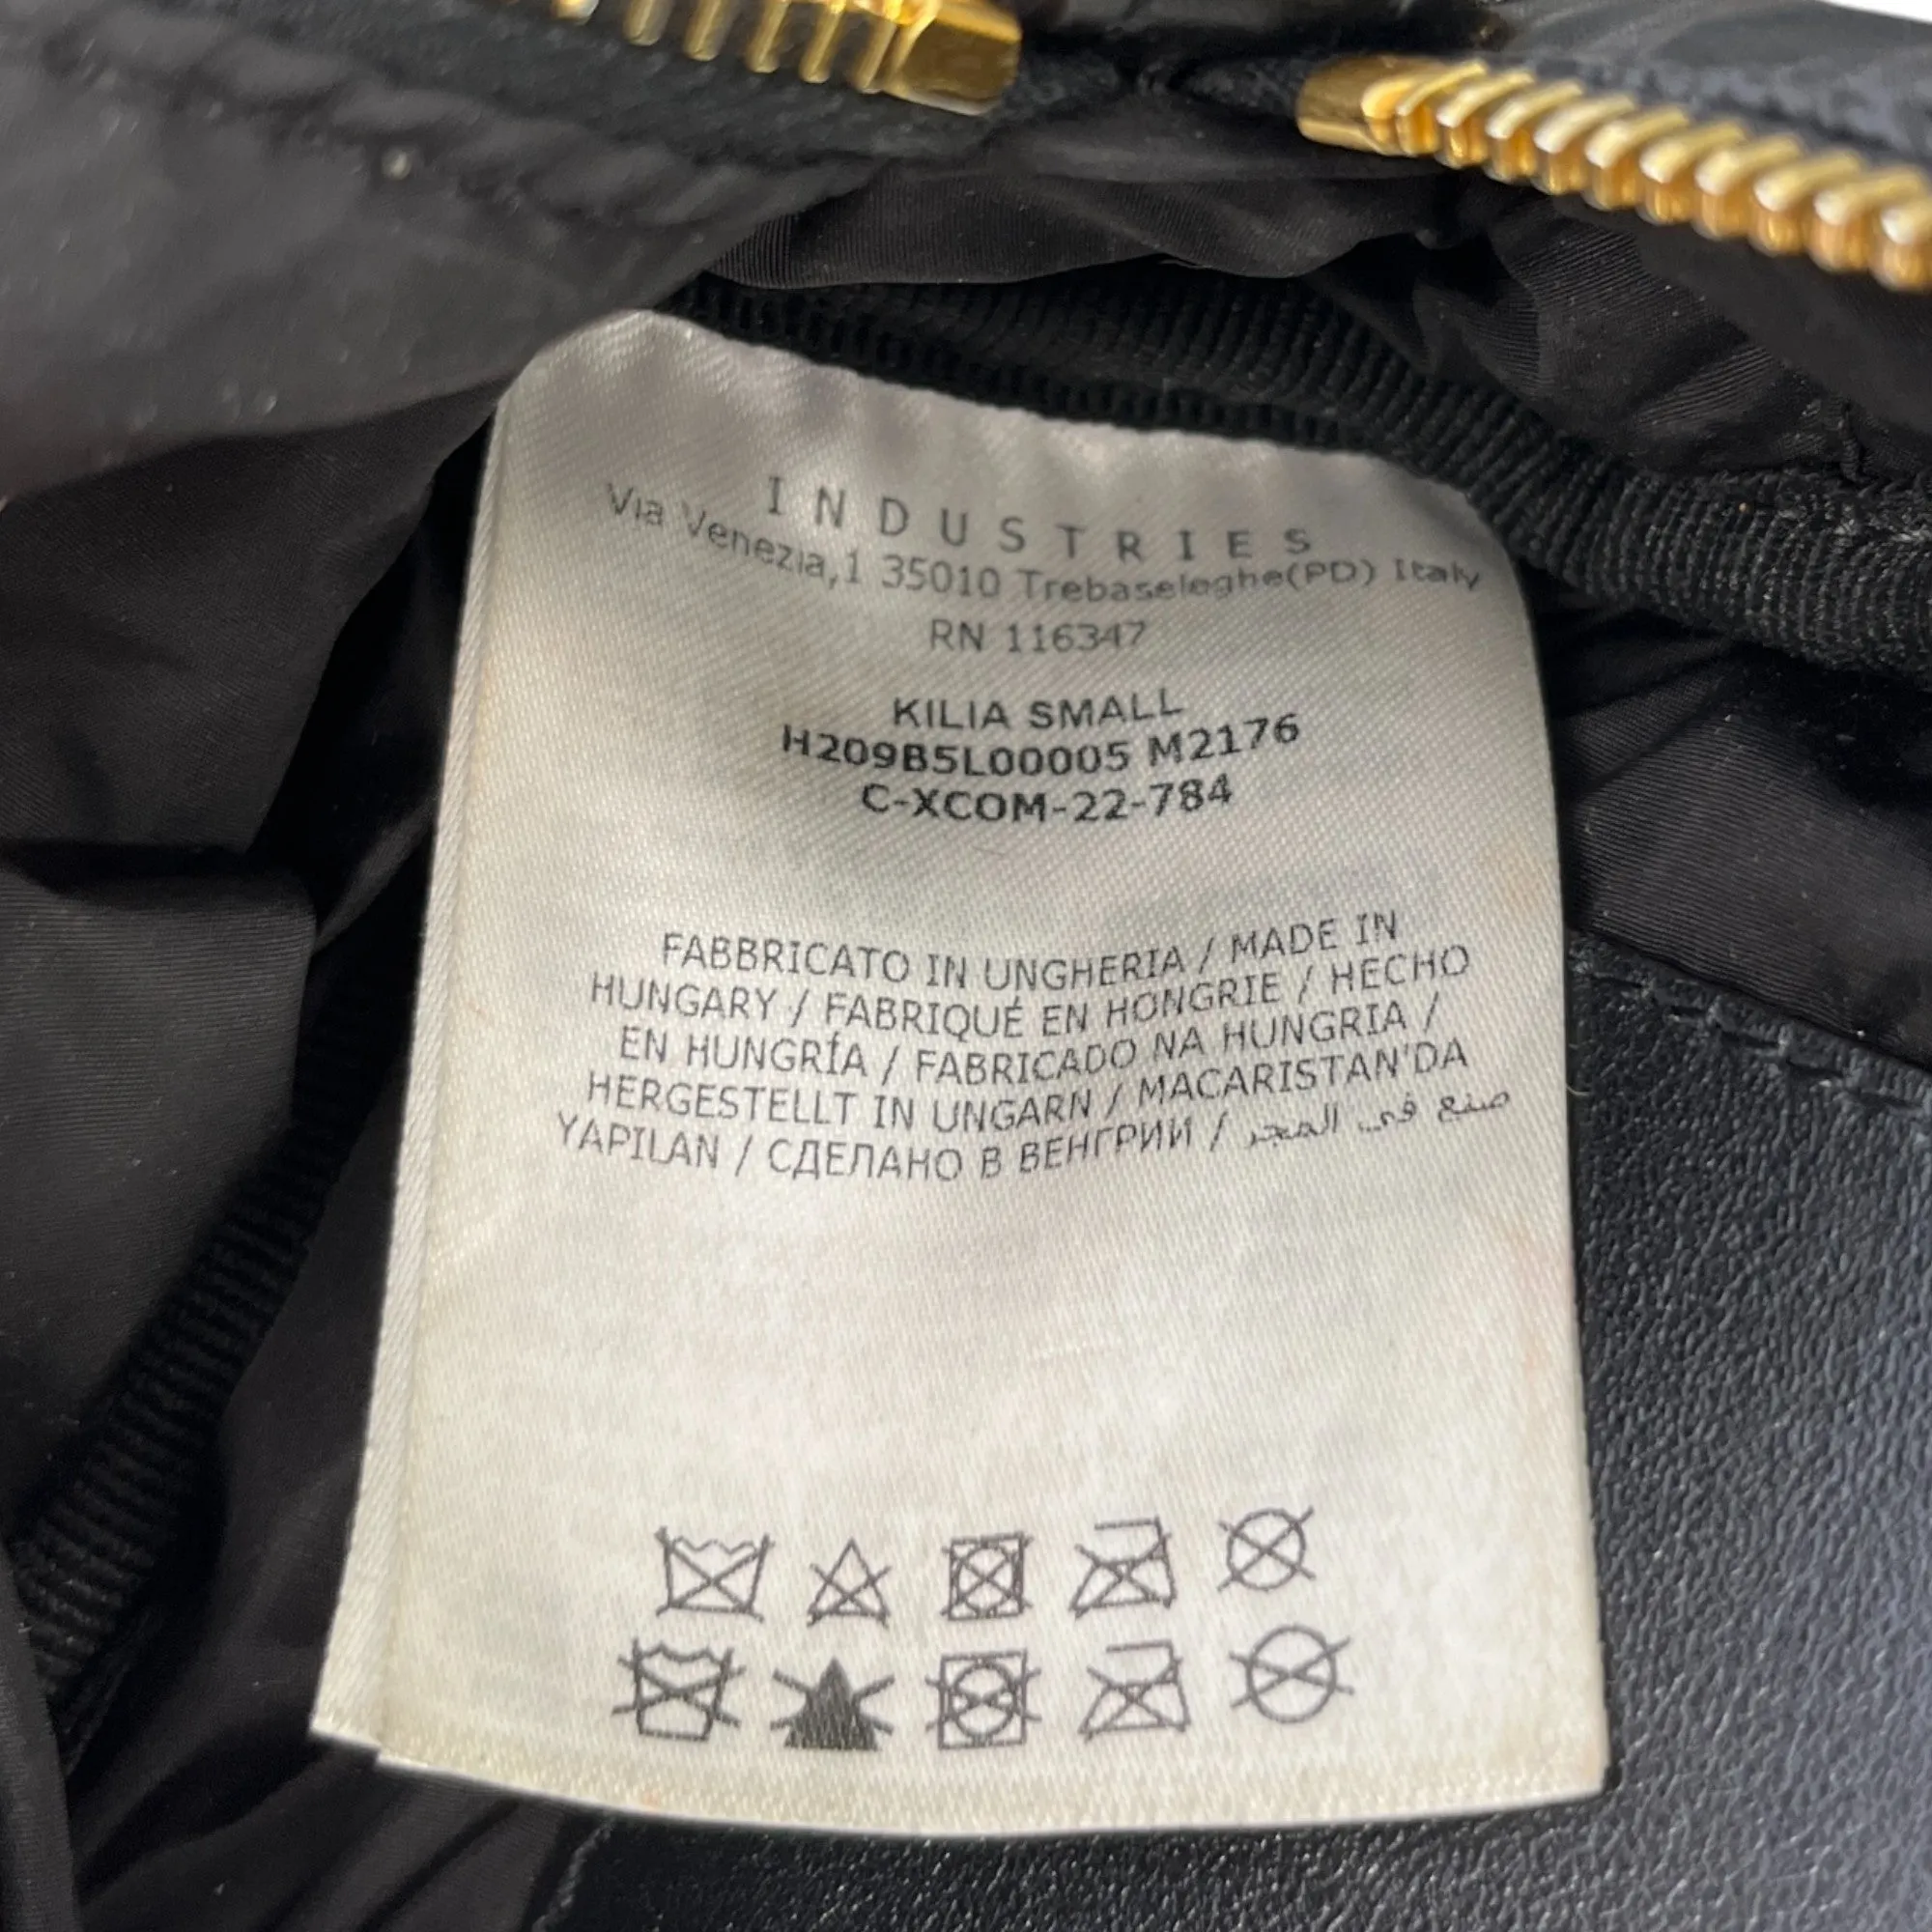 INDUSTRIES
Via Venezia,1 35010 Trebaseleghe(PD) Italy
RN 116347
KILIA SMALL
H209B5L00005 M2176
C-XCOM-22-784
FABBRICATO IN UNGHERIA / MADE IN
HUNGARY / FABRIQUÉ EN HONGRIE / HECHO
EN HUNGRÍA / FABRICADO NA HUNGRIA /
HERGESTELLT IN UNGARN / MACARISTAN'DA
YAPILAN / СДЕЛАНО В ВЕНГРИИ / صنع في المجر